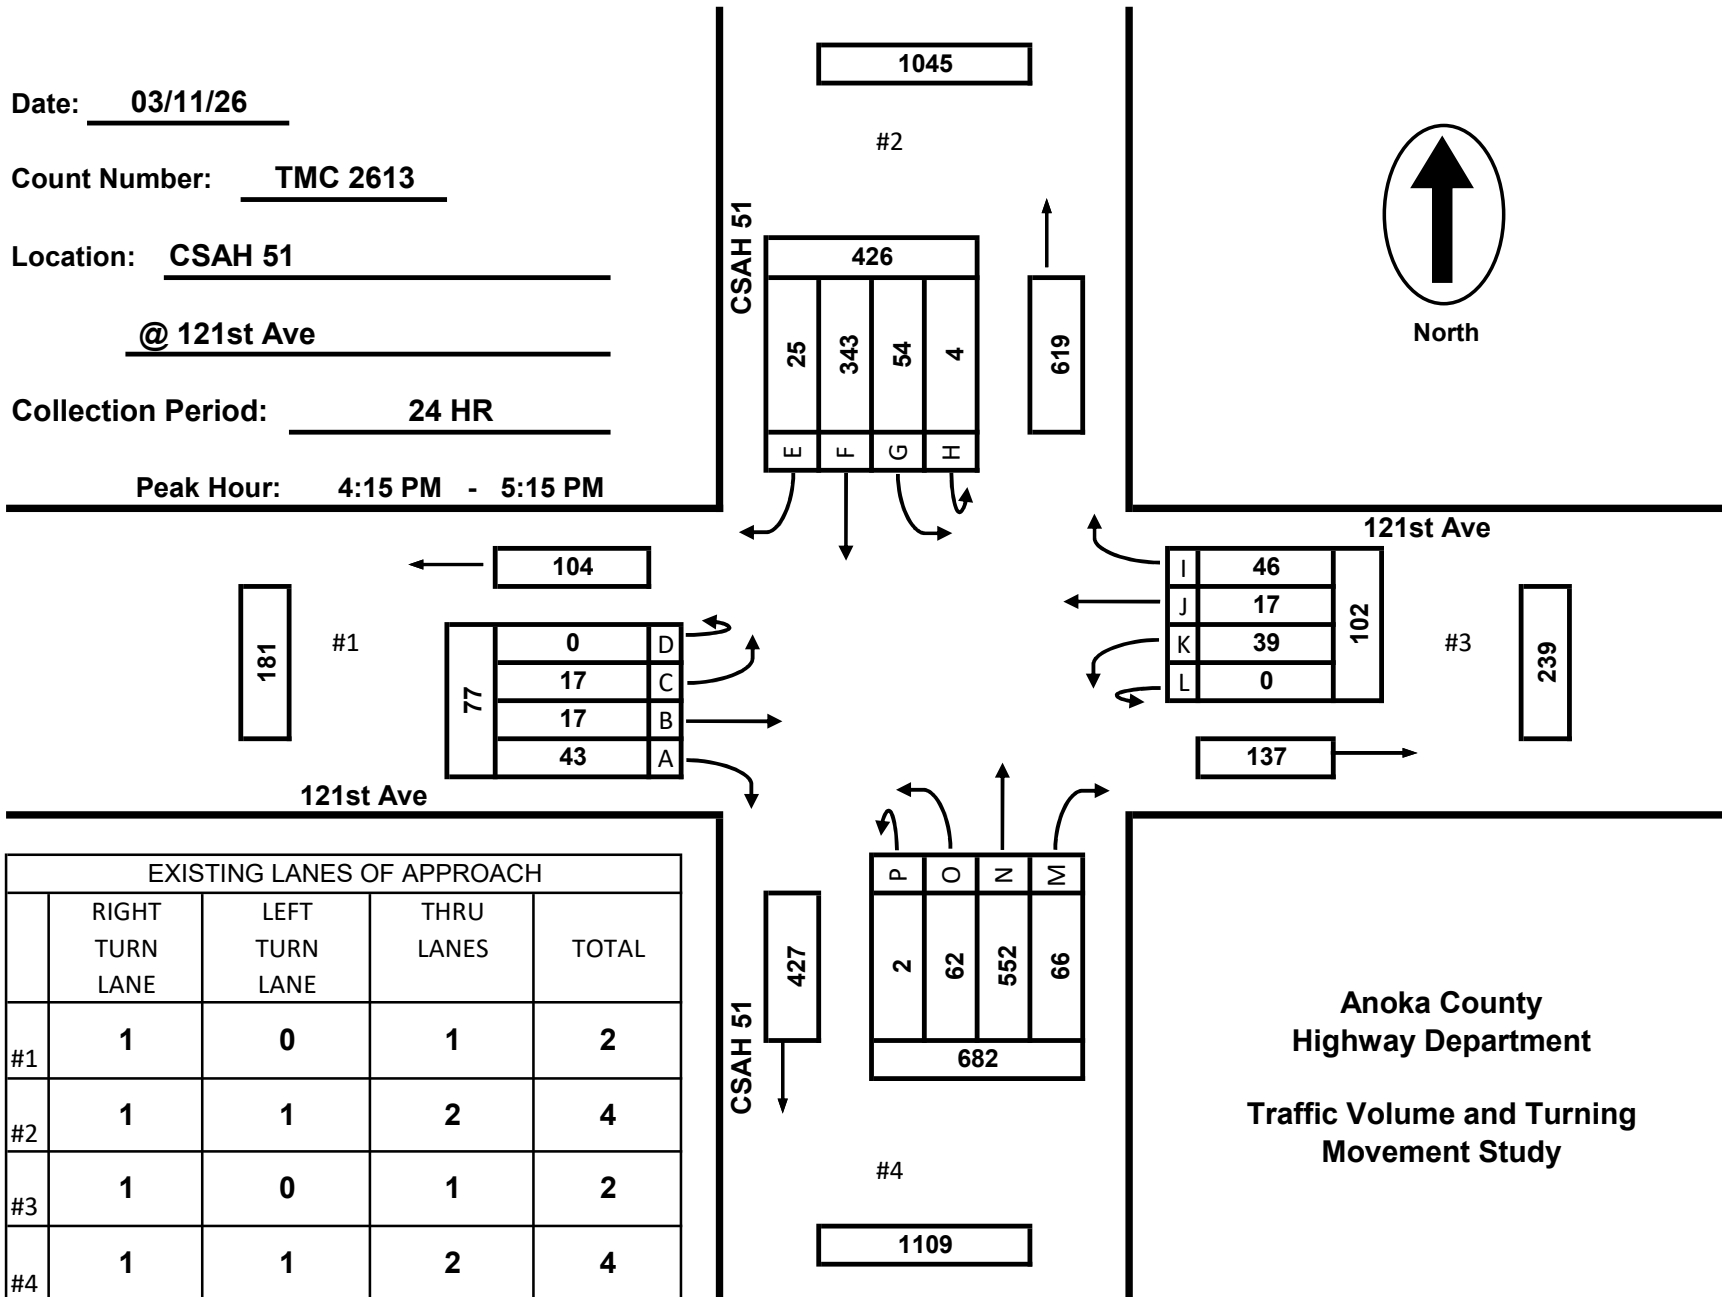 Date: 03/11/26
Count Number: TMC 2613
Location: CSAH 51
@ 121st Ave
Collection Period: 24 HR
Peak Hour: 4:15 PM - 5:15 PM
1045
#2
CSAH 51
426
25 343 54 4
E F G H
619
North
121st Ave
104
181
#1
77
0 D
17 C
17 B
43 A
121st Ave
I 46
J 17
K 39
L 0
102
#3
239
137
P O N M
2 62 552 66
682
427
CSAH 51
#4
1109
EXISTING LANES OF APPROACH
RIGHT TURN LANE
LEFT TURN LANE
THRU LANES
TOTAL
#1 1 0 1 2
#2 1 1 2 4
#3 1 0 1 2
#4 1 1 2 4
Anoka County
Highway Department
Traffic Volume and Turning
Movement Study